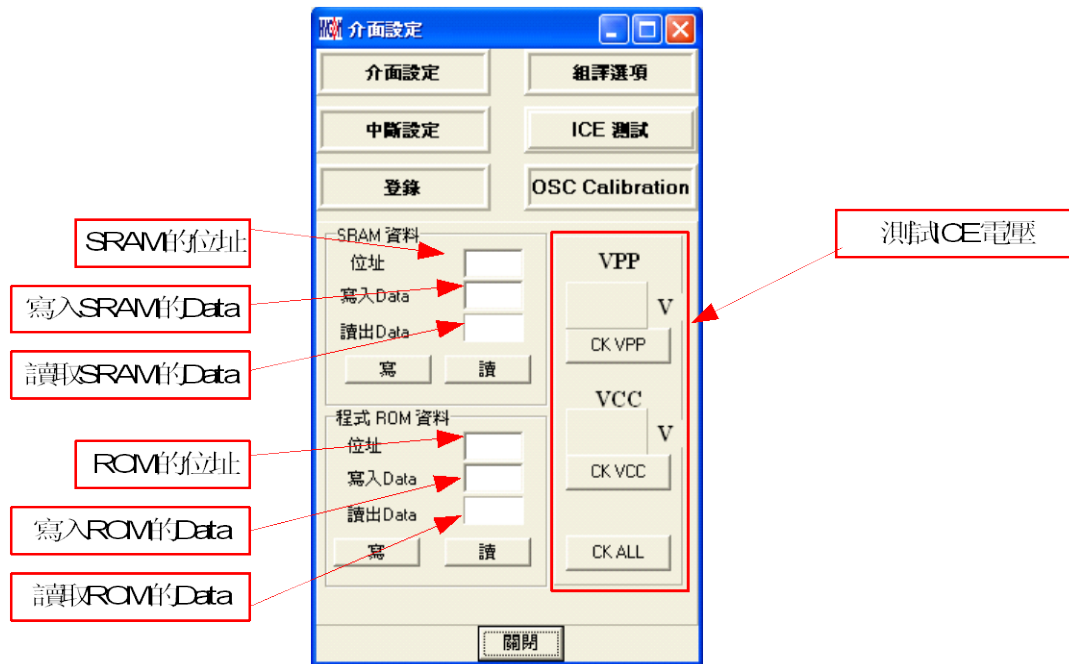 介面設定
介面設定
組譯選項
中斷設定
ICE 測試
登錄
OSC Calibration
SRAM的位址
寫入SRAM的Data
讀取SRAM的Data
SRAM 資料
位址
寫入Data
讀出Data
寫
讀
ROM的位址
寫入ROM的Data
讀取ROM的Data
程式 ROM 資料
位址
寫入Data
讀出Data
寫
讀
VPP
V
CK VPP
VCC
V
CK VCC
CK ALL
測試ICE電壓
關閉